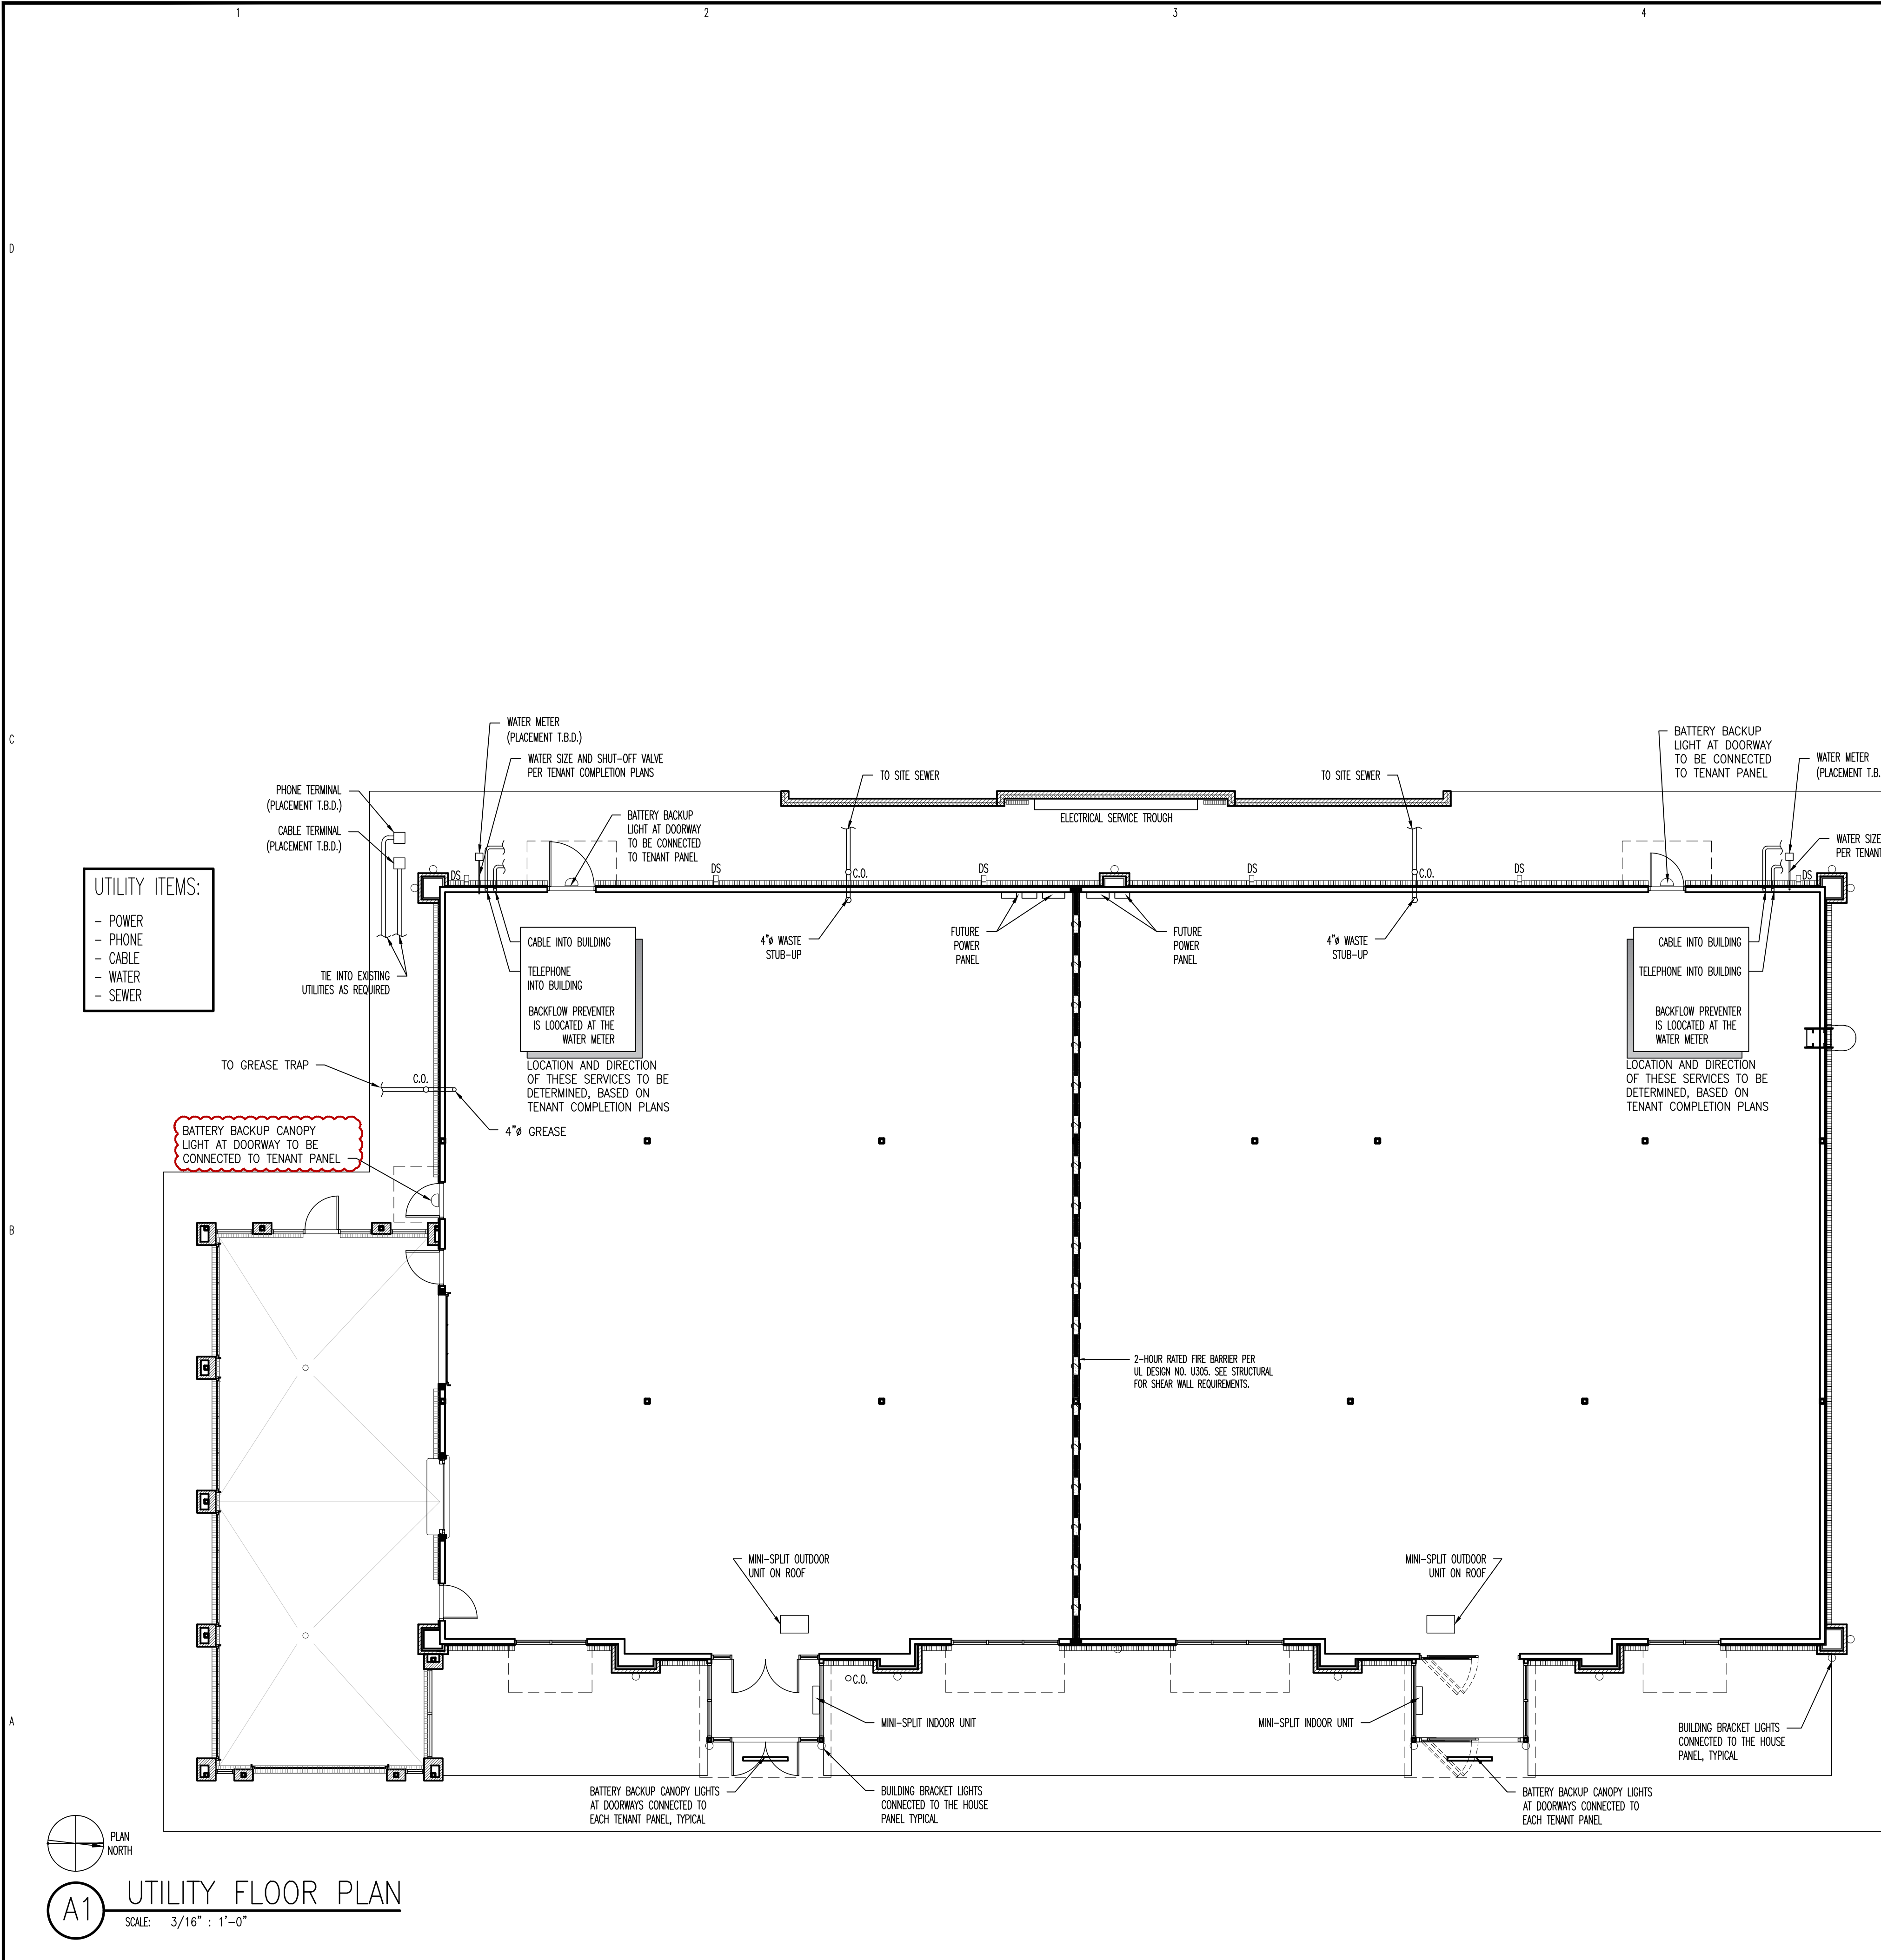 1
2
3
4
D
C
B
A
WATER METER
(PLACEMENT T.B.D.)
WATER SIZE AND SHUT-OFF VALVE
PER TENANT COMPLETION PLANS
PHONE TERMINAL
(PLACEMENT T.B.D.)
CABLE TERMINAL
(PLACEMENT T.B.D.)
BATTERY BACKUP
LIGHT AT DOORWAY
TO BE CONNECTED
TO TENANT PANEL
TO SITE SEWER
ELECTRICAL SERVICE TROUGH
TO SITE SEWER
BATTERY BACKUP
LIGHT AT DOORWAY
TO BE CONNECTED
TO TENANT PANEL
WATER METER
(PLACEMENT T.B.
WATER SIZE
PER TENANT
DS
DS
C.O.
DS
DS
C.O.
DS
DS
UTILITY ITEMS:
- POWER
- PHONE
- CABLE
- WATER
- SEWER
TIE INTO EXISTING
UTILITIES AS REQUIRED
CABLE INTO BUILDING
TELEPHONE
INTO BUILDING
BACKFLOW PREVENTER
IS LOOCATED AT THE
WATER METER
LOCATION AND DIRECTION
OF THESE SERVICES TO BE
DETERMINED, BASED ON
TENANT COMPLETION PLANS
4"ø WASTE
STUB-UP
FUTURE
POWER
PANEL
FUTURE
POWER
PANEL
4"ø WASTE
STUB-UP
CABLE INTO BUILDING
TELEPHONE INTO BUILDING
BACKFLOW PREVENTER
IS LOOCATED AT THE
WATER METER
LOCATION AND DIRECTION
OF THESE SERVICES TO BE
DETERMINED, BASED ON
TENANT COMPLETION PLANS
TO GREASE TRAP
C.O.
4"ø GREASE
BATTERY BACKUP CANOPY
LIGHT AT DOORWAY TO BE
CONNECTED TO TENANT PANEL
2-HOUR RATED FIRE BARRIER PER
UL DESIGN NO. U305. SEE STRUCTURAL
FOR SHEAR WALL REQUIREMENTS.
MINI-SPLIT OUTDOOR
UNIT ON ROOF
MINI-SPLIT OUTDOOR
UNIT ON ROOF
C.O.
MINI-SPLIT INDOOR UNIT
MINI-SPLIT INDOOR UNIT
BUILDING BRACKET LIGHTS
CONNECTED TO THE HOUSE
PANEL, TYPICAL
BATTERY BACKUP CANOPY LIGHTS
AT DOORWAYS CONNECTED TO
EACH TENANT PANEL, TYPICAL
BUILDING BRACKET LIGHTS
CONNECTED TO THE HOUSE
PANEL TYPICAL
BATTERY BACKUP CANOPY LIGHTS
AT DOORWAYS CONNECTED TO
EACH TENANT PANEL
PLAN
NORTH
A1
UTILITY FLOOR PLAN
SCALE: 3/16" : 1'-0"